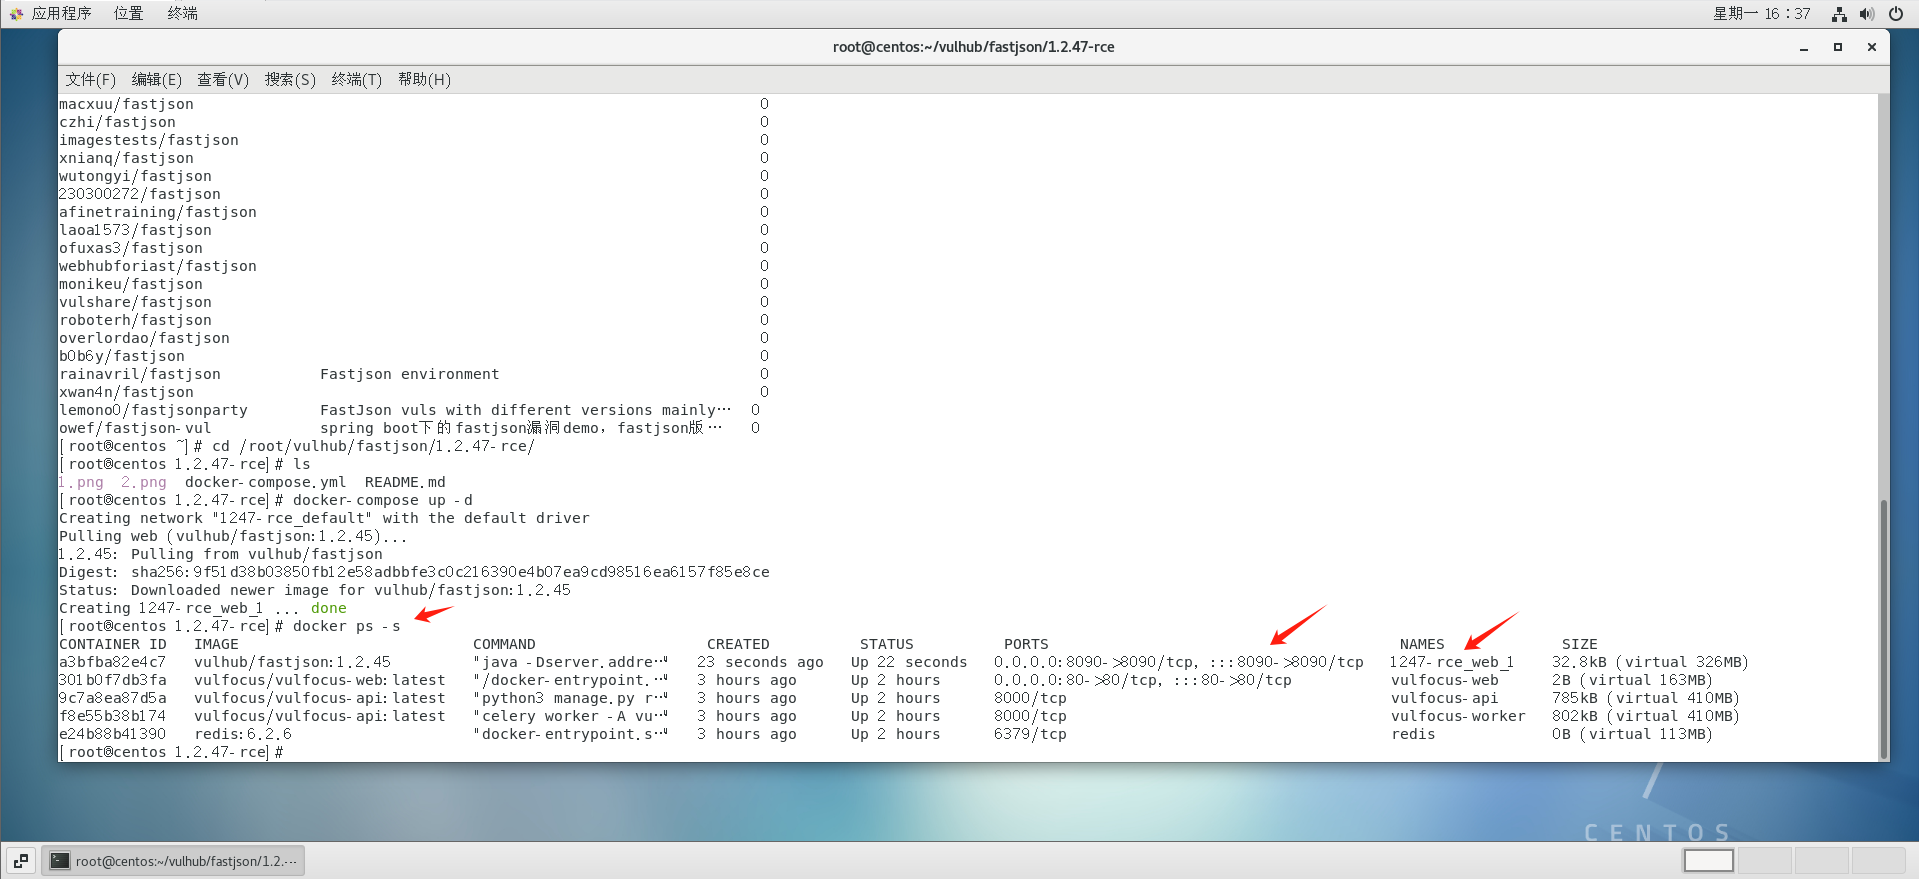 应用程序 位置 终端 星期一 16:37
root@centos:~/vulhub/fastjson/1.2.47-rce
文件(F) 编辑(E) 查看(V) 搜索(S) 终端(T) 帮助(H)
macxuu/fastjson 0
czhi/fastjson 0
imagestests/fastjson 0
xnianq/fastjson 0
wutongyi/fastjson 0
230300272/fastjson 0
afinetraining/fastjson 0
laoa1573/fastjson 0
ofuxas3/fastjson 0
webhubforiast/fastjson 0
monikeu/fastjson 0
vulshare/fastjson 0
roboterh/fastjson 0
overlordao/fastjson 0
b0b6y/fastjson 0
rainavril/fastjson Fastjson environment 0
xwan4n/fastjson 0
lemono0/fastjsonparty FastJson vuls with different versions mainly… 0
owef/fastjson-vul spring boot下的fastjson漏洞demo，fastjson版… 0
[root@centos ~]# cd /root/vulhub/fastjson/1.2.47-rce/
[root@centos 1.2.47-rce]# ls
1.png 2.png docker-compose.yml README.md
[root@centos 1.2.47-rce]# docker-compose up -d
Creating network "1247-rce_default" with the default driver
Pulling web (vulhub/fastjson:1.2.45)...
1.2.45: Pulling from vulhub/fastjson
Digest: sha256:9f51d38b03850fb12e58adbbfe3c0c216390e4b07ea9cd98516ea6157f85e8ce
Status: Downloaded newer image for vulhub/fastjson:1.2.45
Creating 1247-rce_web_1 ... done
[root@centos 1.2.47-rce]# docker ps -s
CONTAINER ID IMAGE COMMAND CREATED STATUS PORTS NAMES SIZE
a3bfba82e4c7 vulhub/fastjson:1.2.45 "java -Dserver.addre…" 23 seconds ago Up 22 seconds 0.0.0.0:8090->8090/tcp, :::8090->8090/tcp 1247-rce_web_1 32.8kB (virtual 326MB)
301b0f7db3fa vulfocus/vulfocus-web:latest "/docker-entrypoint.…" 3 hours ago Up 2 hours 0.0.0.0:80->80/tcp, :::80->80/tcp vulfocus-web 2B (virtual 163MB)
9c7a8ea87d5a vulfocus/vulfocus-api:latest "python3 manage.py r…" 3 hours ago Up 2 hours 8000/tcp vulfocus-api 785kB (virtual 410MB)
f8e55b38b174 vulfocus/vulfocus-api:latest "celery worker -A vu…" 3 hours ago Up 2 hours 8000/tcp vulfocus-worker 802kB (virtual 410MB)
e24b88b41390 redis:6.2.6 "docker-entrypoint.s…" 3 hours ago Up 2 hours 6379/tcp redis 0B (virtual 113MB)
[root@centos 1.2.47-rce]#
CENTOS
root@centos:~/vulhub/fastjson/1.2.…